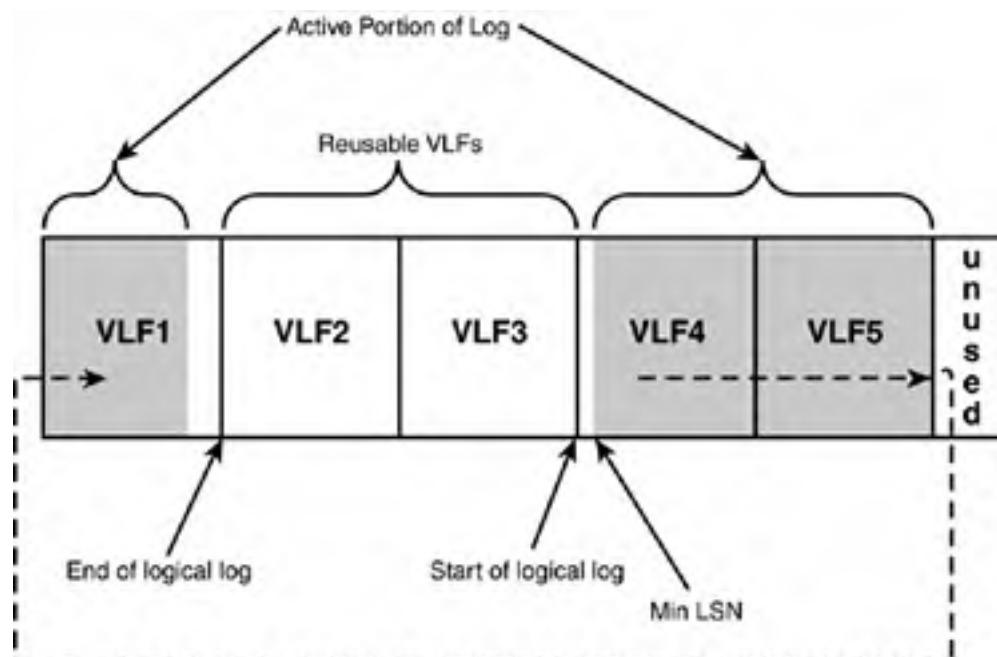 Active Portion of Log
Reusable VLFs
VLF1
VLF2
VLF3
VLF4
VLF5
unused
End of logical log
Start of logical log
Min LSN